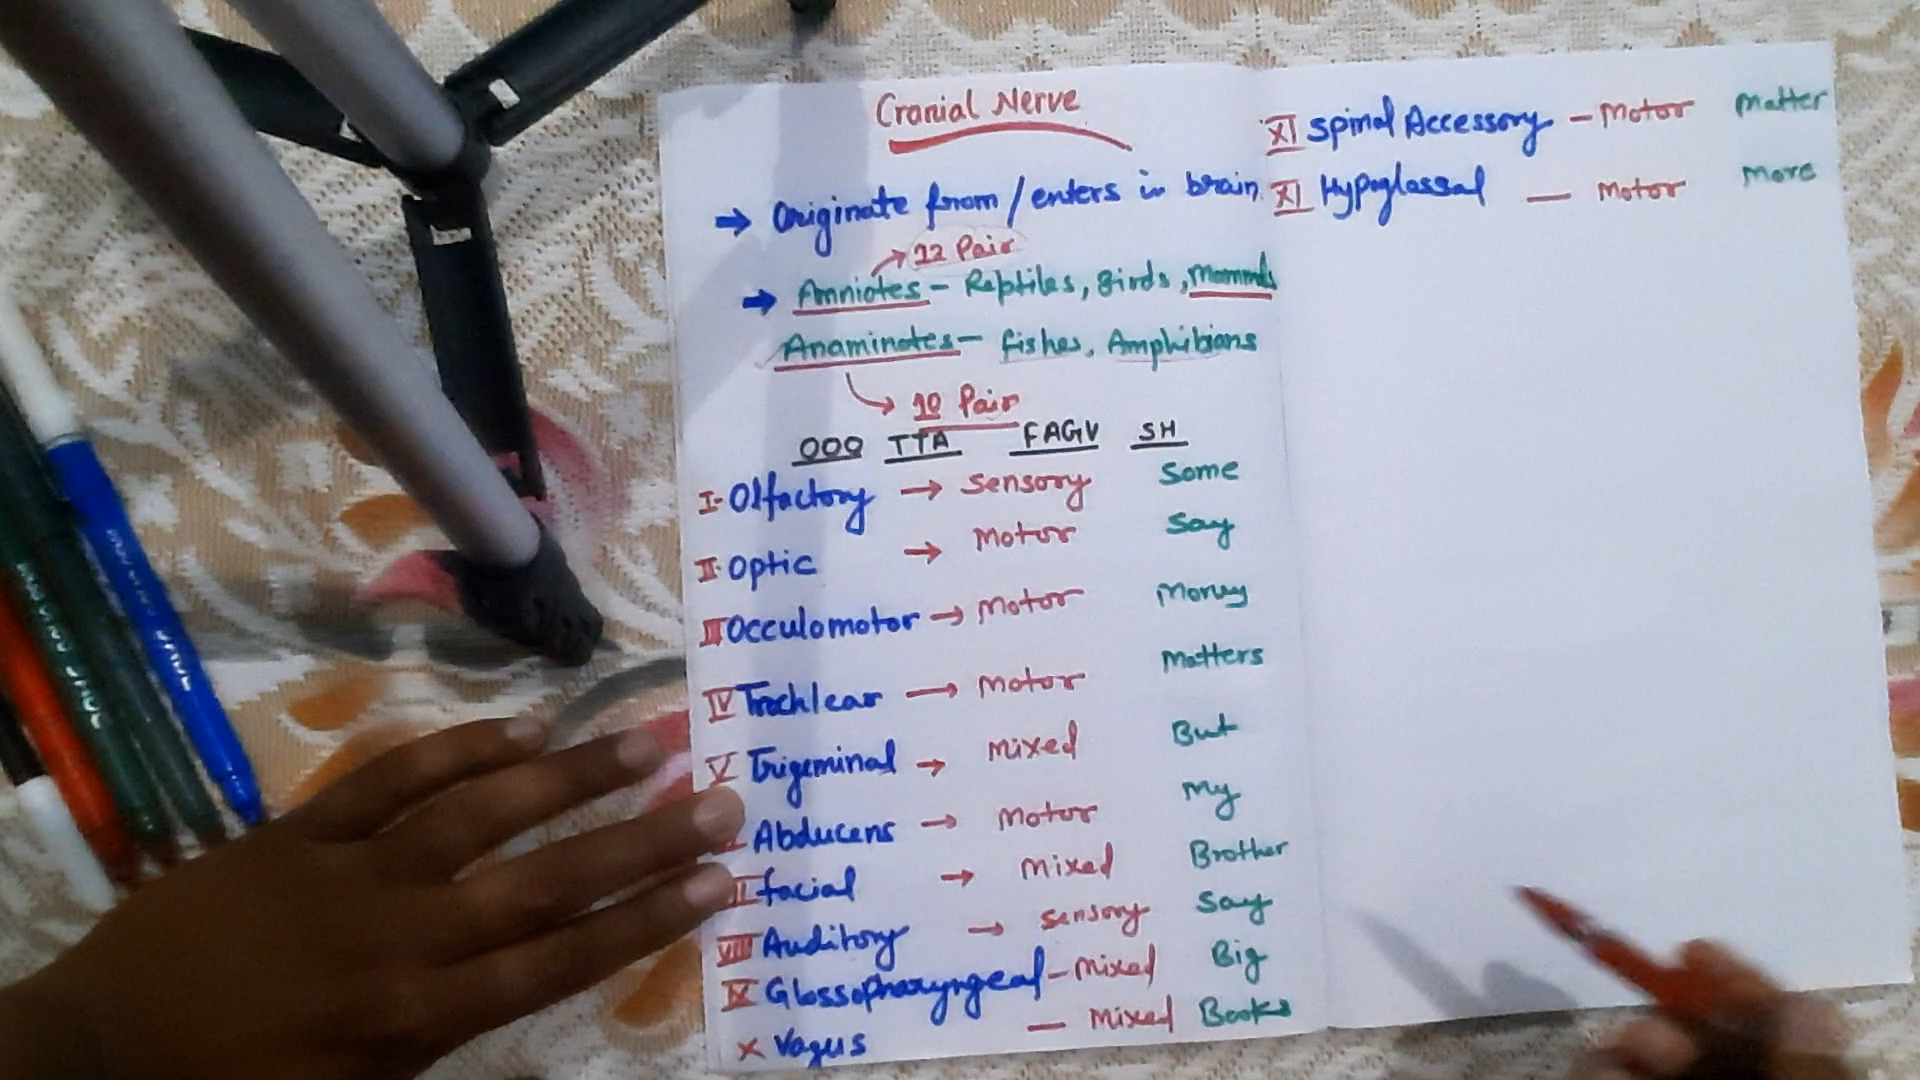 Cranial Nerve
→ Originate from / enters in brain
12 Pair
→ Amniotes - Reptiles, Birds, Mammals
Anaminotes - fishes, Amphibians
10 Pair
OOO TTA FAGV SH
I- Olfactory → Sensory Some
II- Optic → Motor Say
III Occulomotor → Motor Money
IV Trochlear → Motor Matters
V Trigeminal → Mixed But
Abducens → Motor My
II facial → Mixed Brother
VIII Auditory → Sensory Say
IX Glossopharyngeal - Mixed Big
X Vagus — Mixed Books
XI Spinal Accessory - Motor Matter
XI Hypoglassal — Motor More